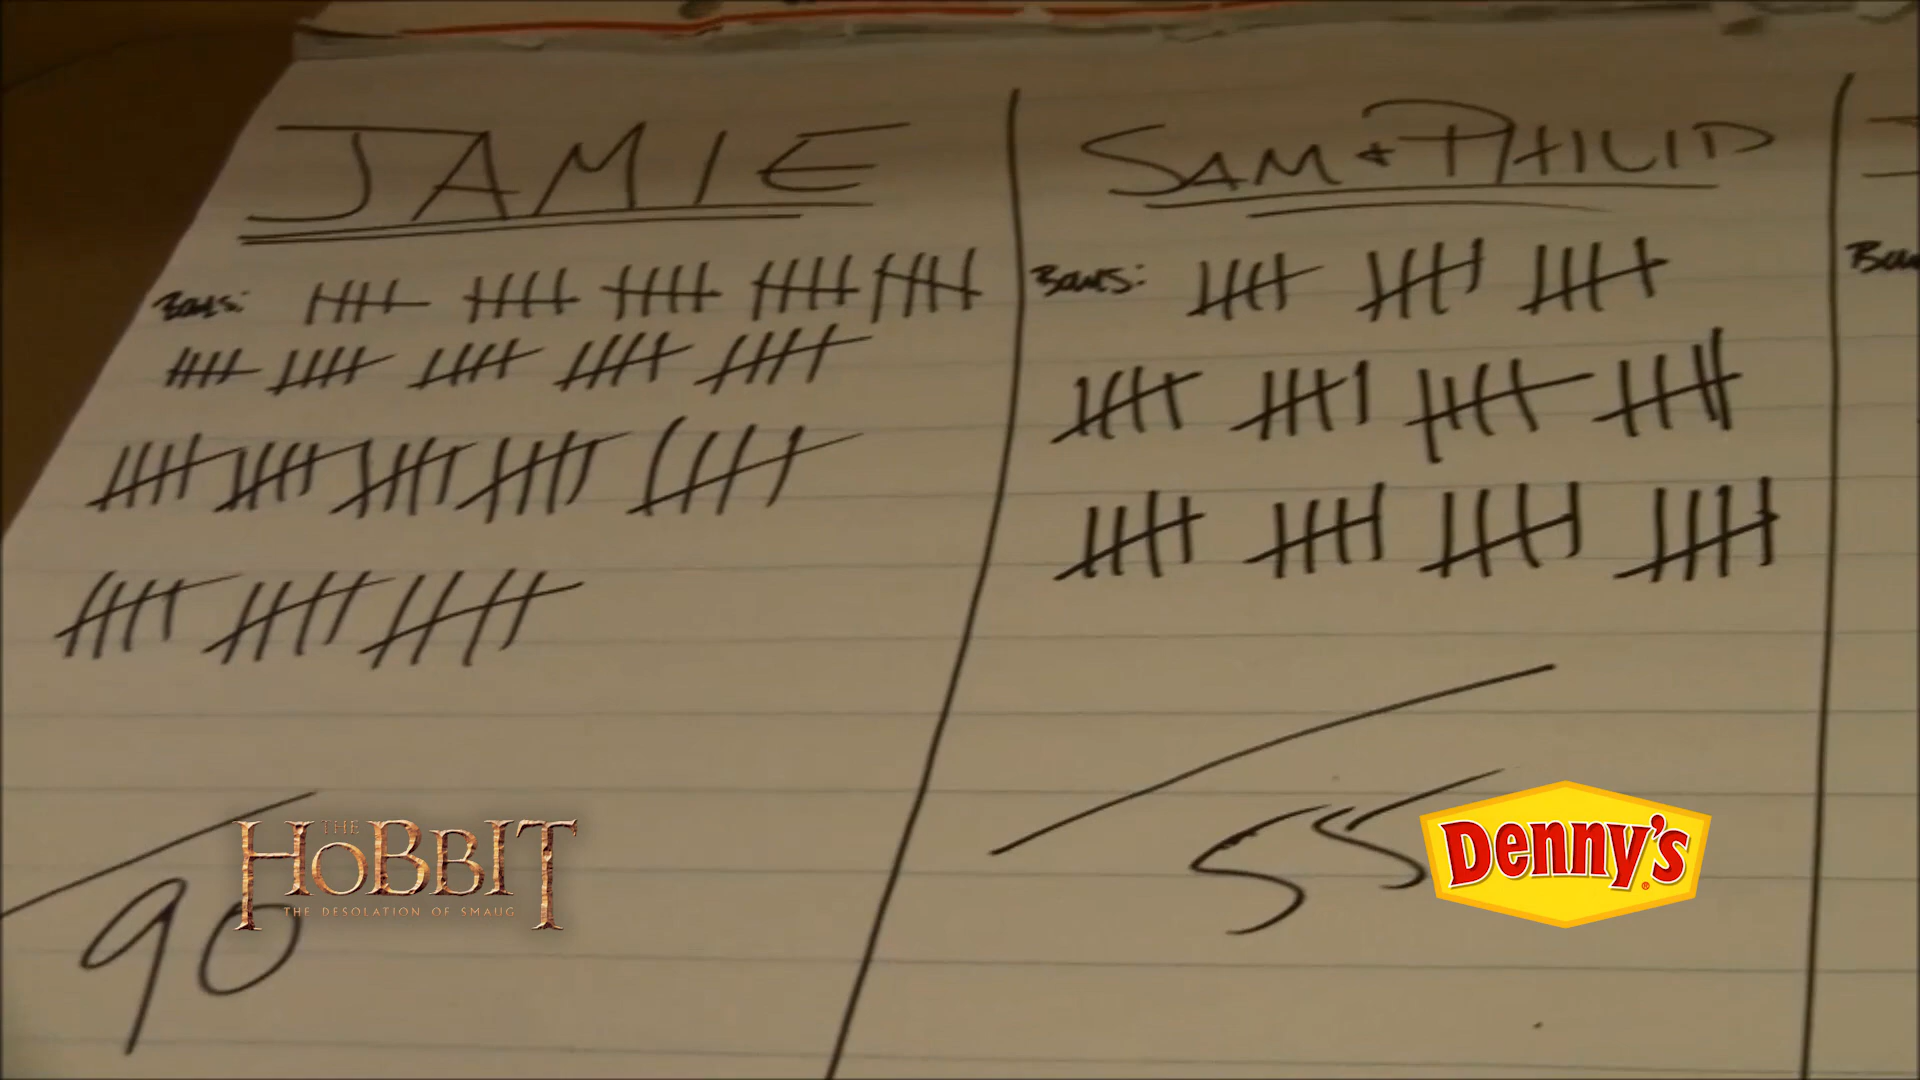 JAMIE
SAM & PHILIP
Bows:
Bows:
90
55
THE
HOBBIT
THE DESOLATION OF SMAUG
Denny's